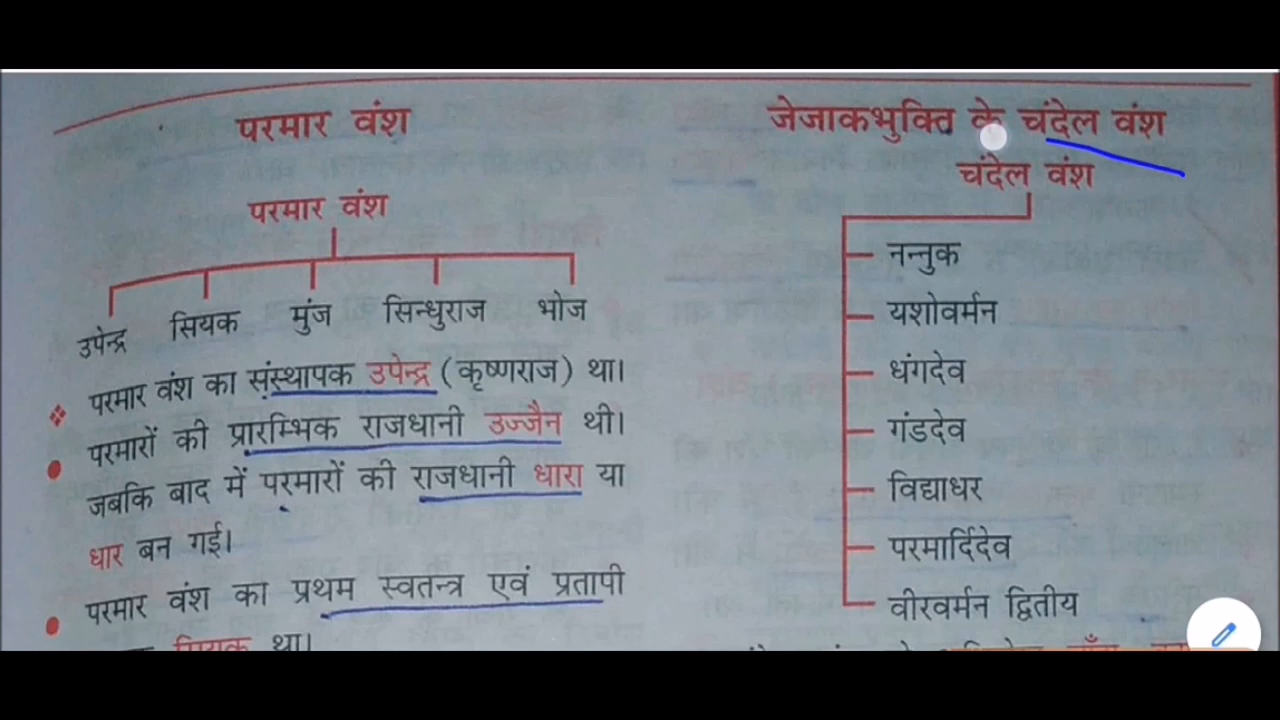 परमार वंश
परमार वंश
उपेन्द्र सियक मुंज सिन्धुराज भोज
परमार वंश का संस्थापक उपेन्द्र (कृष्णराज) था।
परमारों की प्रारम्भिक राजधानी उज्जैन थी।
जबकि बाद में परमारों की राजधानी धारा या
धार बन गई।
परमार वंश का प्रथम स्वतन्त्र एवं प्रतापी
सियक था।
जेजाकभुक्ति के चंदेल वंश
चंदेल वंश
नन्नुक
यशोवर्मन
धंगदेव
गंडदेव
विद्याधर
परमार्दिदेव
वीरवर्मन द्वितीय